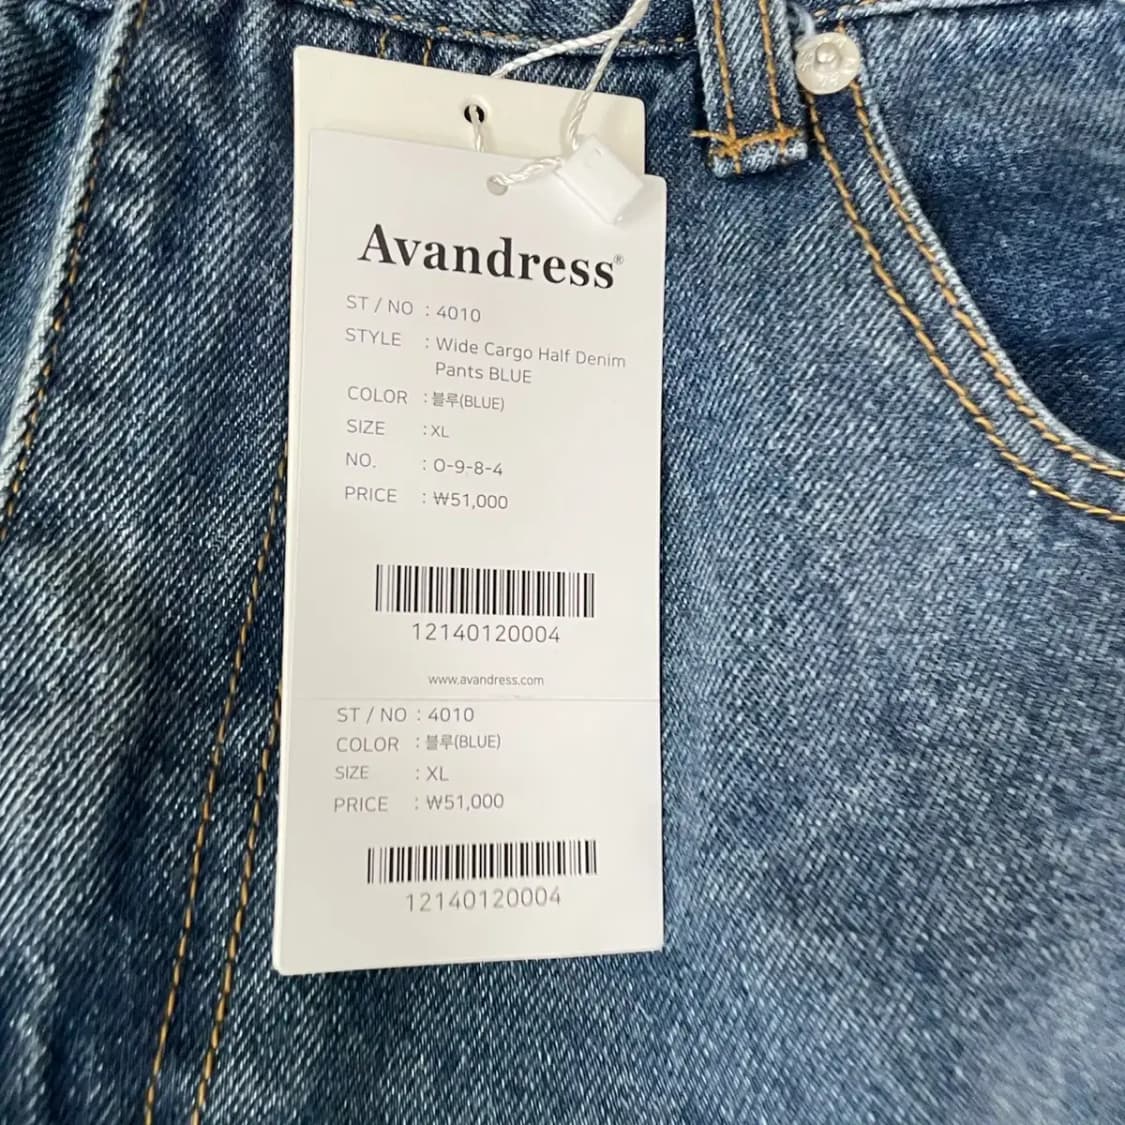 Avandress®
ST / NO : 4010
STYLE : Wide Cargo Half Denim
Pants BLUE
COLOR : 블루(BLUE)
SIZE : XL
NO. : O-9-8-4
PRICE : ₩51,000
12140120004
www.avandress.com
ST / NO : 4010
COLOR : 블루(BLUE)
SIZE : XL
PRICE : ₩51,000
12140120004